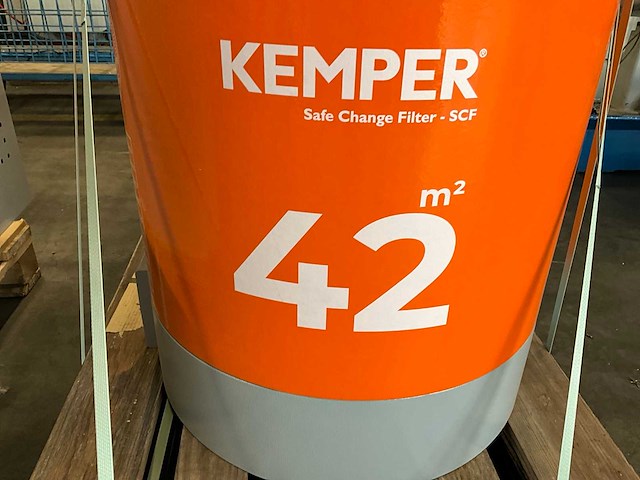 KEMPER®
Safe Change Filter - SCF
m²
42